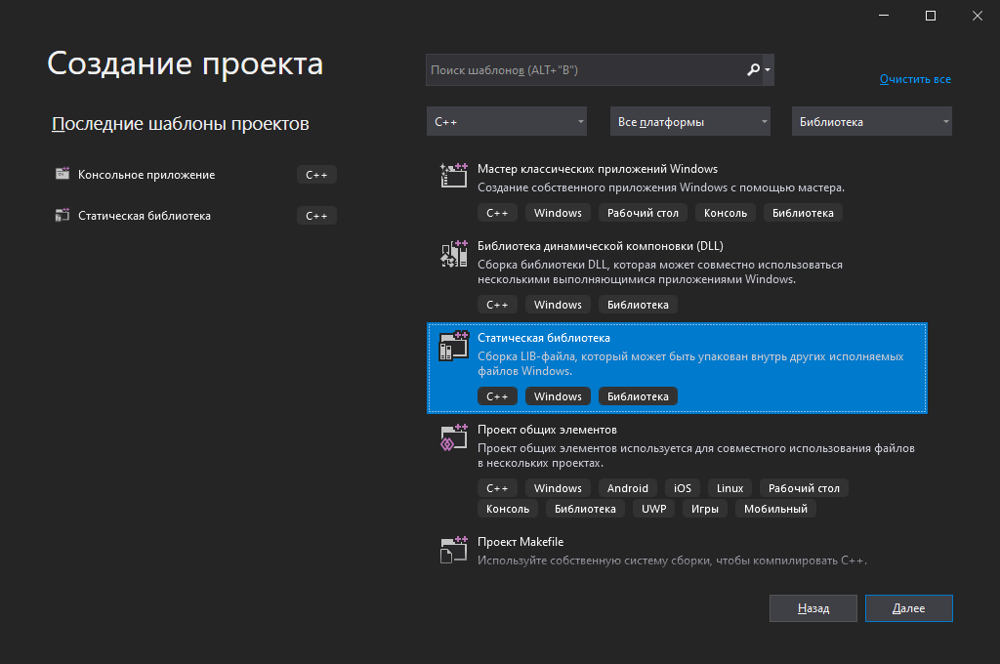 Создание проекта
Последние шаблоны проектов
Консольное приложение C++
Статическая библиотека C++
Поиск шаблонов (ALT+"В")
Очистить все
C++ Все платформы Библиотека
Мастер классических приложений Windows
Создание собственного приложения Windows с помощью мастера.
C++ Windows Рабочий стол Консоль Библиотека
Библиотека динамической компоновки (DLL)
Сборка библиотеки DLL, которая может совместно использоваться
несколькими выполняющимися приложениями Windows.
C++ Windows Библиотека
Статическая библиотека
Сборка LIB-файла, который может быть упакован внутрь других исполняемых
файлов Windows.
C++ Windows Библиотека
Проект общих элементов
Проект общих элементов используется для совместного использования файлов
в нескольких проектах.
C++ Windows Android iOS Linux Рабочий стол
Консоль Библиотека UWP Игры Мобильный
Проект Makefile
Используйте собственную систему сборки, чтобы компилировать C++.
Назад Далее